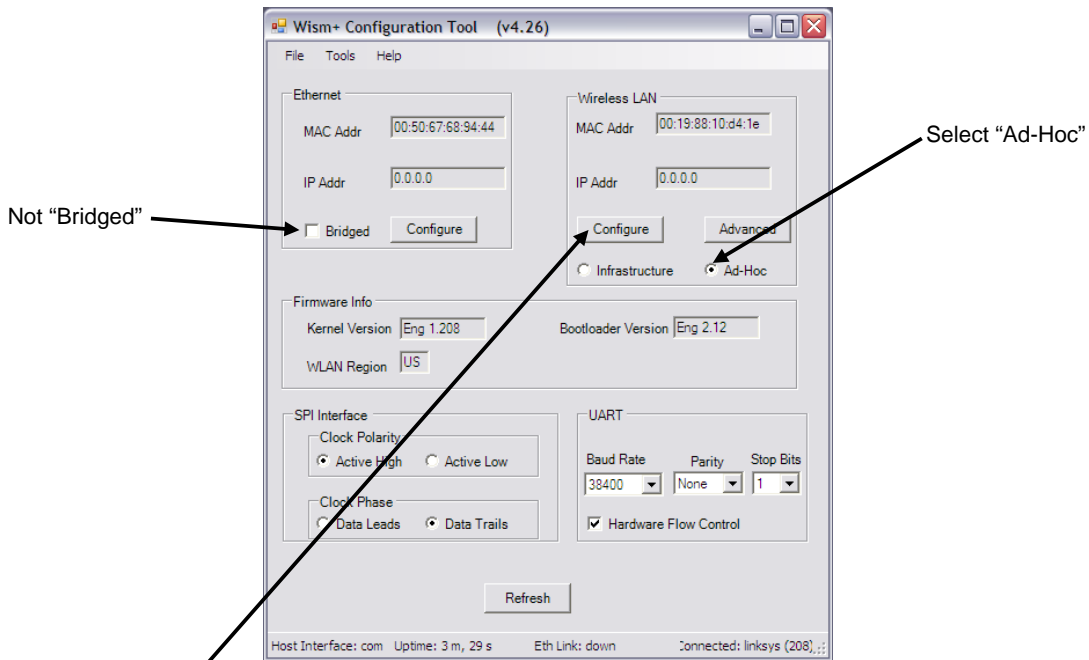 Wism+ Configuration Tool (v4.26)
File Tools Help
Ethernet
MAC Addr 00:50:67:68:94:44
IP Addr 0.0.0.0
Bridged Configure
Wireless LAN
MAC Addr 00:19:88:10:d4:1e
IP Addr 0.0.0.0
Configure Advanced
Infrastructure Ad-Hoc
Select “Ad-Hoc”
Not “Bridged”
Firmware Info
Kernel Version Eng 1.208 Bootloader Version Eng 2.12
WLAN Region US
SPI Interface
Clock Polarity
Active High Active Low
Clock Phase
Data Leads Data Trails
UART
Baud Rate Parity Stop Bits
38400 None 1
Hardware Flow Control
Refresh
Host Interface: com Uptime: 3 m, 29 s Eth Link: down Connected: linksys (208)